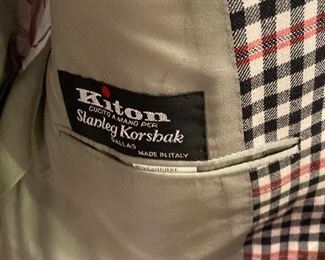 Kiton
CUCITO A MANO PER
Stanley Korshak
DALLAS
MADE IN ITALY